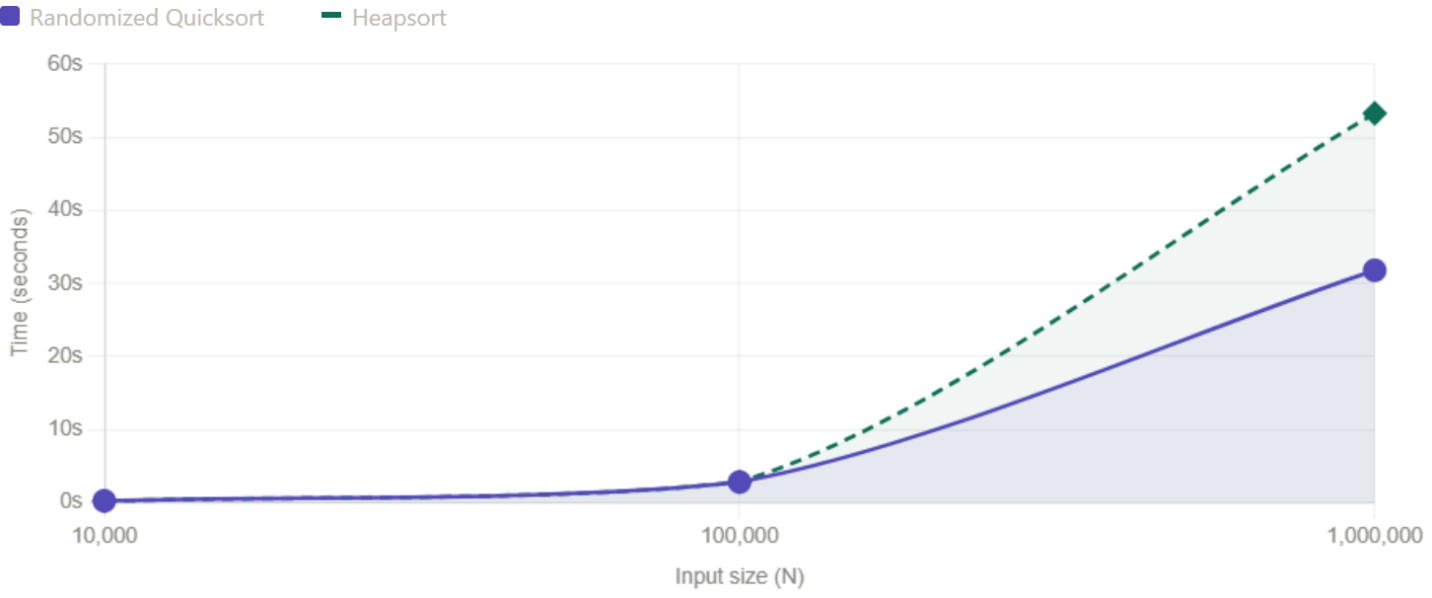 Randomized Quicksort Heapsort
60s
50s
40s
30s
20s
10s
0s
Time (seconds)
10,000 100,000 1,000,000
Input size (N)